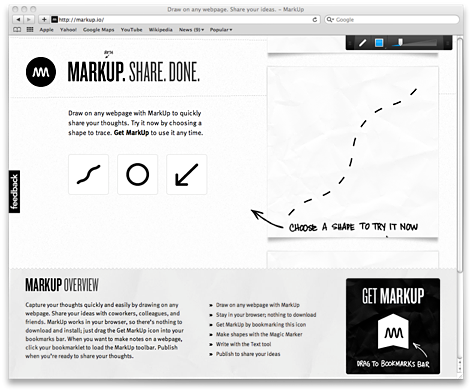 Draw on any webpage. Share your ideas. – MarkUp
http://markup.io/
Google
Apple Yahoo! Google Maps YouTube Wikipedia News (9) Popular
BETA
MARKUP. SHARE. DONE.
Draw on any webpage with MarkUp to quickly
share your thoughts. Try it now by choosing a
shape to trace. Get MarkUp to use it any time.
feedback
CHOOSE A SHAPE TO TRY IT NOW
MARKUP OVERVIEW
Capture your thoughts quickly and easily by drawing on any
webpage. Share your ideas with coworkers, colleagues, and
friends. MarkUp works in your browser, so there's nothing to
download and install; just drag the Get MarkUp icon into your
bookmarks bar. When you want to make notes on a webpage,
click your bookmarklet to load the MarkUp toolbar. Publish
when you're ready to share your thoughts.
Draw on any webpage with MarkUp
Stay in your browser; nothing to download
Get MarkUp by bookmarking this icon
Make shapes with the Magic Marker
Write with the Text tool
Publish to share your ideas
GET MARKUP
DRAG TO BOOKMARKS BAR